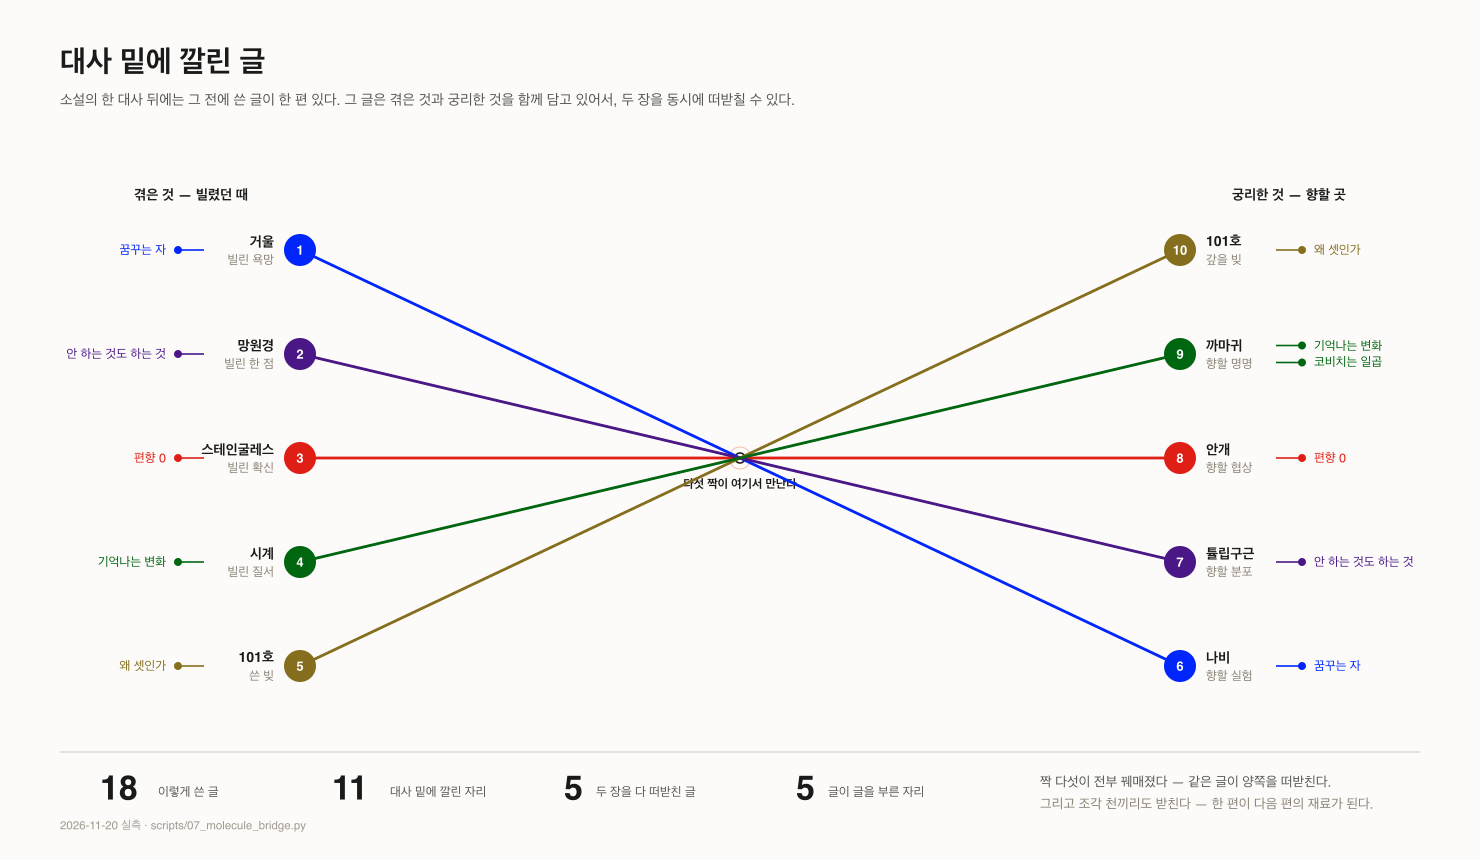 대사 밑에 깔린 글
소설의 한 대사 뒤에는 그 전에 쓴 글이 한 편 있다. 그 글은 겪은 것과 궁리한 것을 함께 담고 있어서, 두 장을 동시에 떠받칠 수 있다.
겪은 것 — 빌렸던 때
궁리한 것 — 향할 곳
꿈꾸는 자
거울
빌린 욕망
1
10
101호
갚을 빚
왜 셋인가
안 하는 것도 하는 것
망원경
빌린 한 점
2
9
까마귀
향할 명명
기억나는 변화
코비치는 일곱
편향 0
스테인굴레스
빌린 확신
3
다섯 짝이 여기서 만난다
8
안개
향할 협상
편향 0
기억나는 변화
시계
빌린 질서
4
7
튤립구근
향할 분포
안 하는 것도 하는 것
왜 셋인가
101호
쓴 빚
5
6
나비
향할 실험
꿈꾸는 자
18 이렇게 쓴 글
11 대사 밑에 깔린 자리
5 두 장을 다 떠받친 글
5 글이 글을 부른 자리
짝 다섯이 전부 꿰매졌다 — 같은 글이 양쪽을 떠받친다.
그리고 조각 천끼리도 받친다 — 한 편이 다음 편의 재료가 된다.
2026-11-20 실측 · scripts/07_molecule_bridge.py